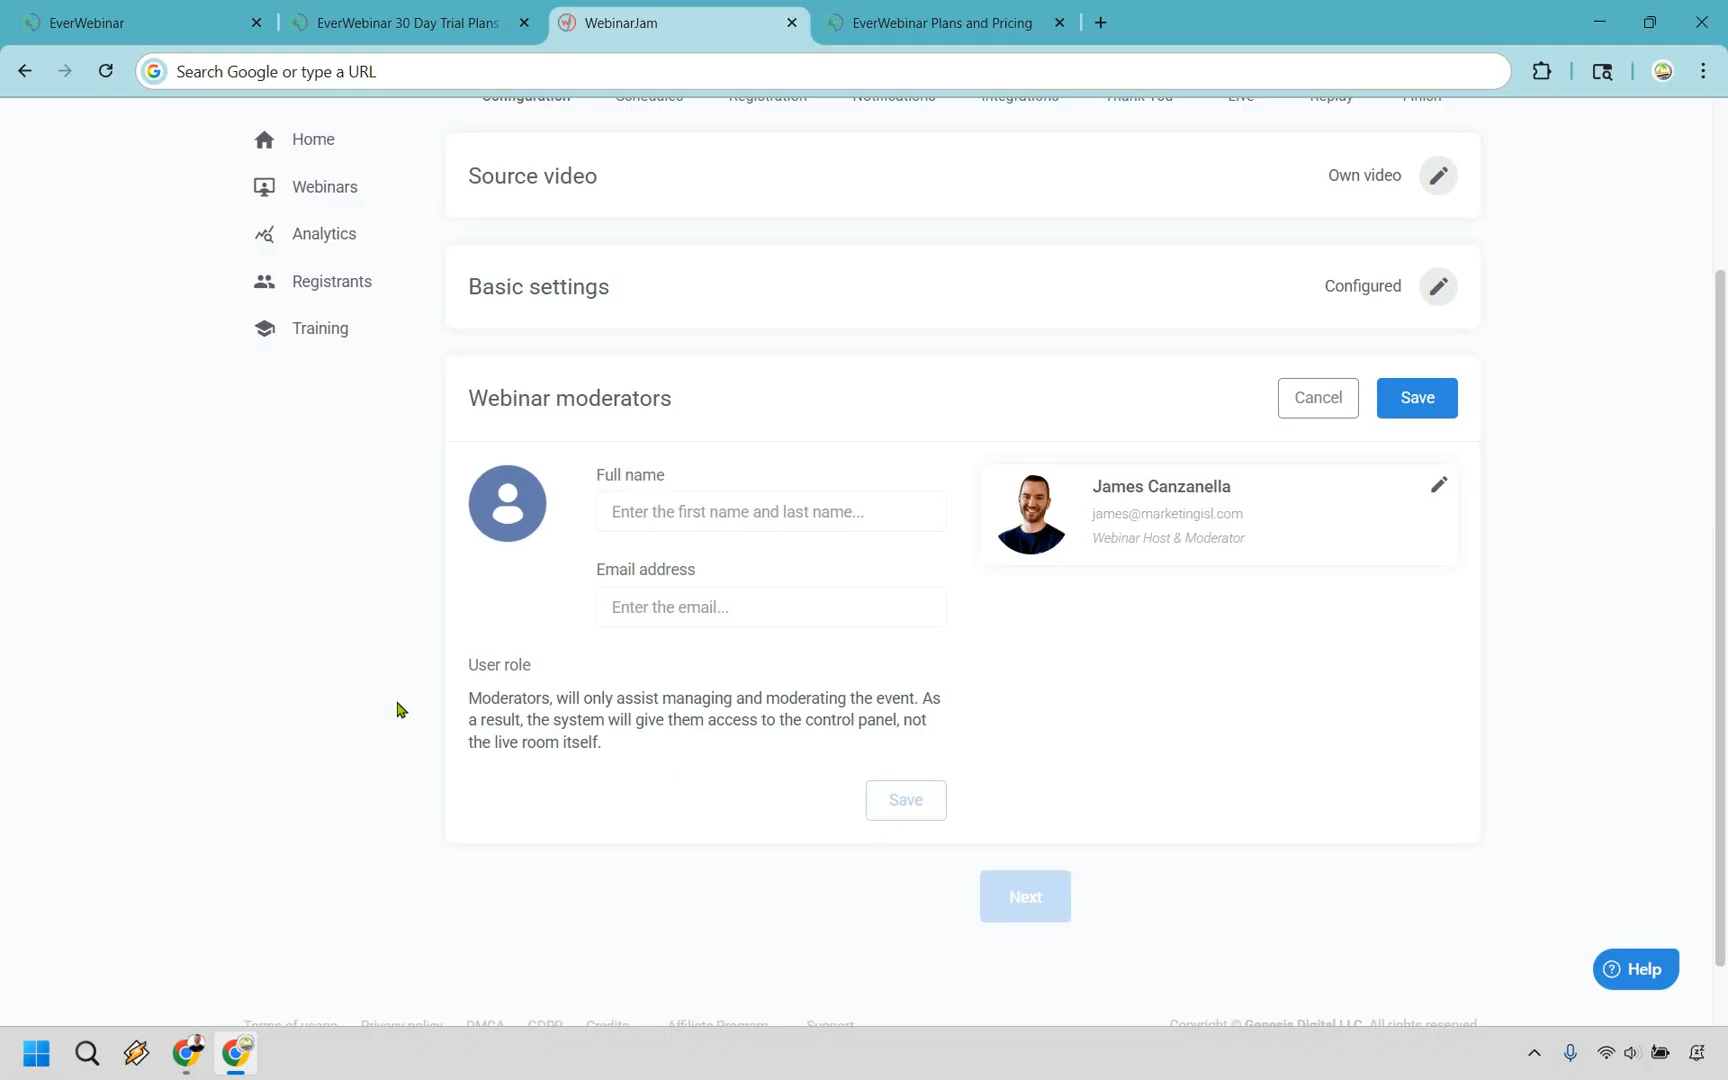 EverWebinar
EverWebinar 30 Day Trial Plans
WebinarJam
EverWebinar Plans and Pricing
Search Google or type a URL
Configuration Schedules Registration Notifications Integrations Thank You Live Replay Finish
Home
Webinars
Analytics
Registrants
Training
Source video
Own video
Basic settings
Configured
Webinar moderators
Cancel
Save
Full name
Enter the first name and last name...
Email address
Enter the email...
User role
Moderators, will only assist managing and moderating the event. As
a result, the system will give them access to the control panel, not
the live room itself.
Save
James Canzanella
james@marketingisl.com
Webinar Host & Moderator
Next
Help
Terms of usage Privacy policy DMCA GDPR Credits Affiliate Program Support
Copyright © Genesis Digital LLC. All rights reserved